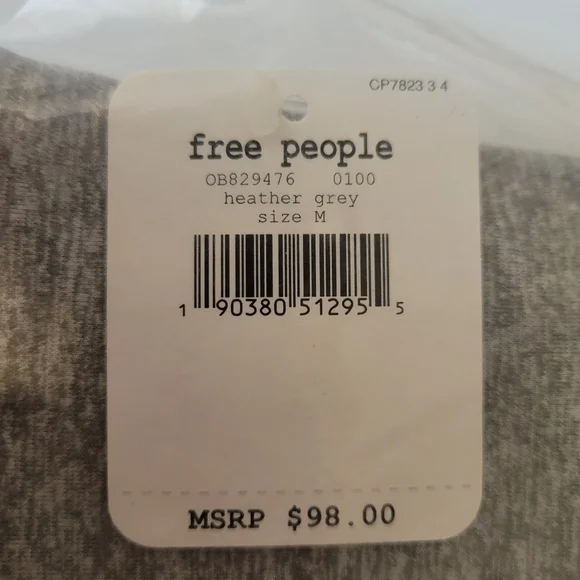 CP7823 3 4
free people
OB829476 0100
heather grey
size M
1 90380 51295 5
MSRP $98.00